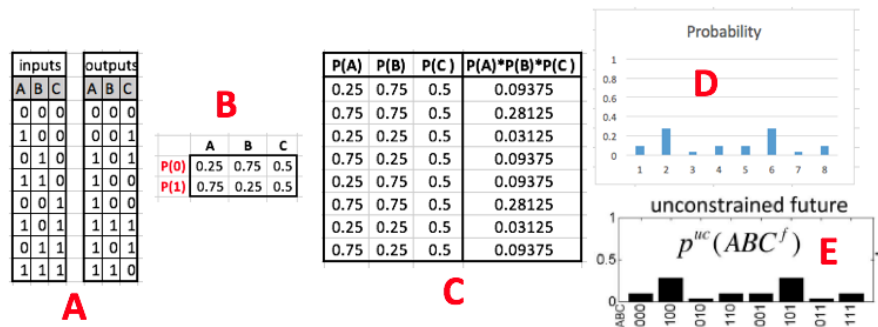 inputs outputs
A B C A B C
0 0 0 0 0 0
1 0 0 0 0 1
0 1 0 1 0 1
1 1 0 1 0 0
0 0 1 1 0 0
1 0 1 1 1 1
0 1 1 1 0 1
1 1 1 1 1 0
A
B
A B C
P(0) 0.25 0.75 0.5
P(1) 0.75 0.25 0.5
P(A) P(B) P(C ) P(A)*P(B)*P(C )
0.25 0.75 0.5 0.09375
0.75 0.75 0.5 0.28125
0.25 0.25 0.5 0.03125
0.75 0.25 0.5 0.09375
0.25 0.75 0.5 0.09375
0.75 0.75 0.5 0.28125
0.25 0.25 0.5 0.03125
0.75 0.25 0.5 0.09375
C
Probability
D
1
0.8
0.6
0.4
0.2
0
1 2 3 4 5 6 7 8
unconstrained future
p^{uc}(ABC^{f})
E
1
0.5
0
ABC 000 100 010 110 001 101 011 111